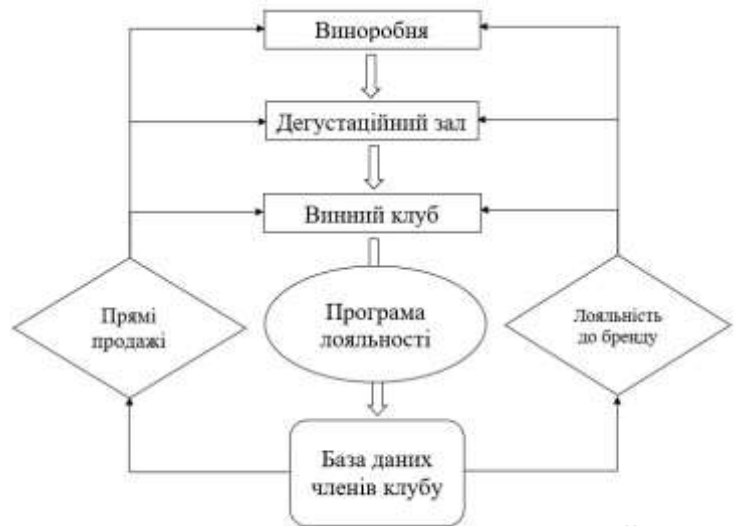 Виноробня
Дегустаційний зал
Винний клуб
Прямі
продажі
Програма
лояльності
Лояльність
до бренду
База даних
членів клубу